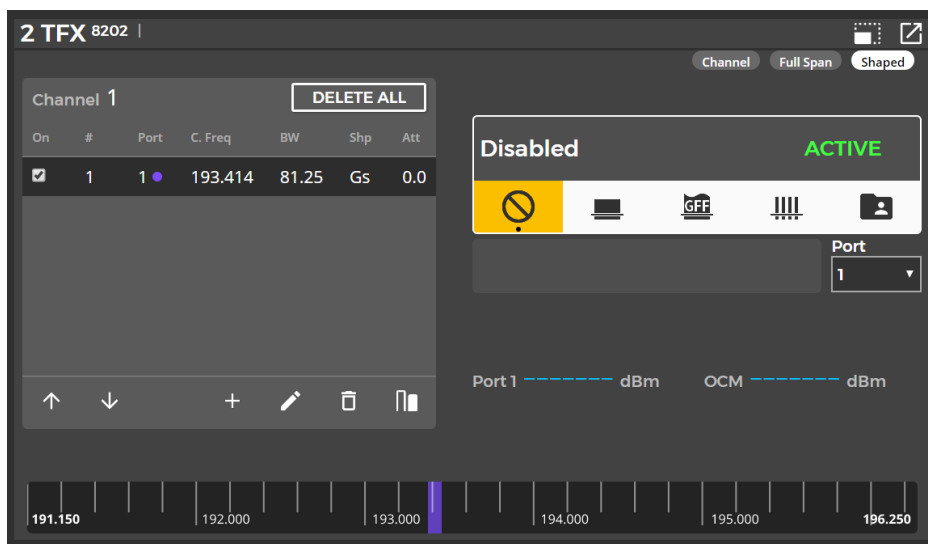 2 TFX 8202 |
Channel Full Span Shaped
Channel 1 DELETE ALL
On # Port C. Freq BW Shp Att
1 1 193.414 81.25 Gs 0.0
Disabled ACTIVE
GFF
Port
1
Port 1 ------- dBm OCM ------- dBm
191.150 192.000 193.000 194.000 195.000 196.250